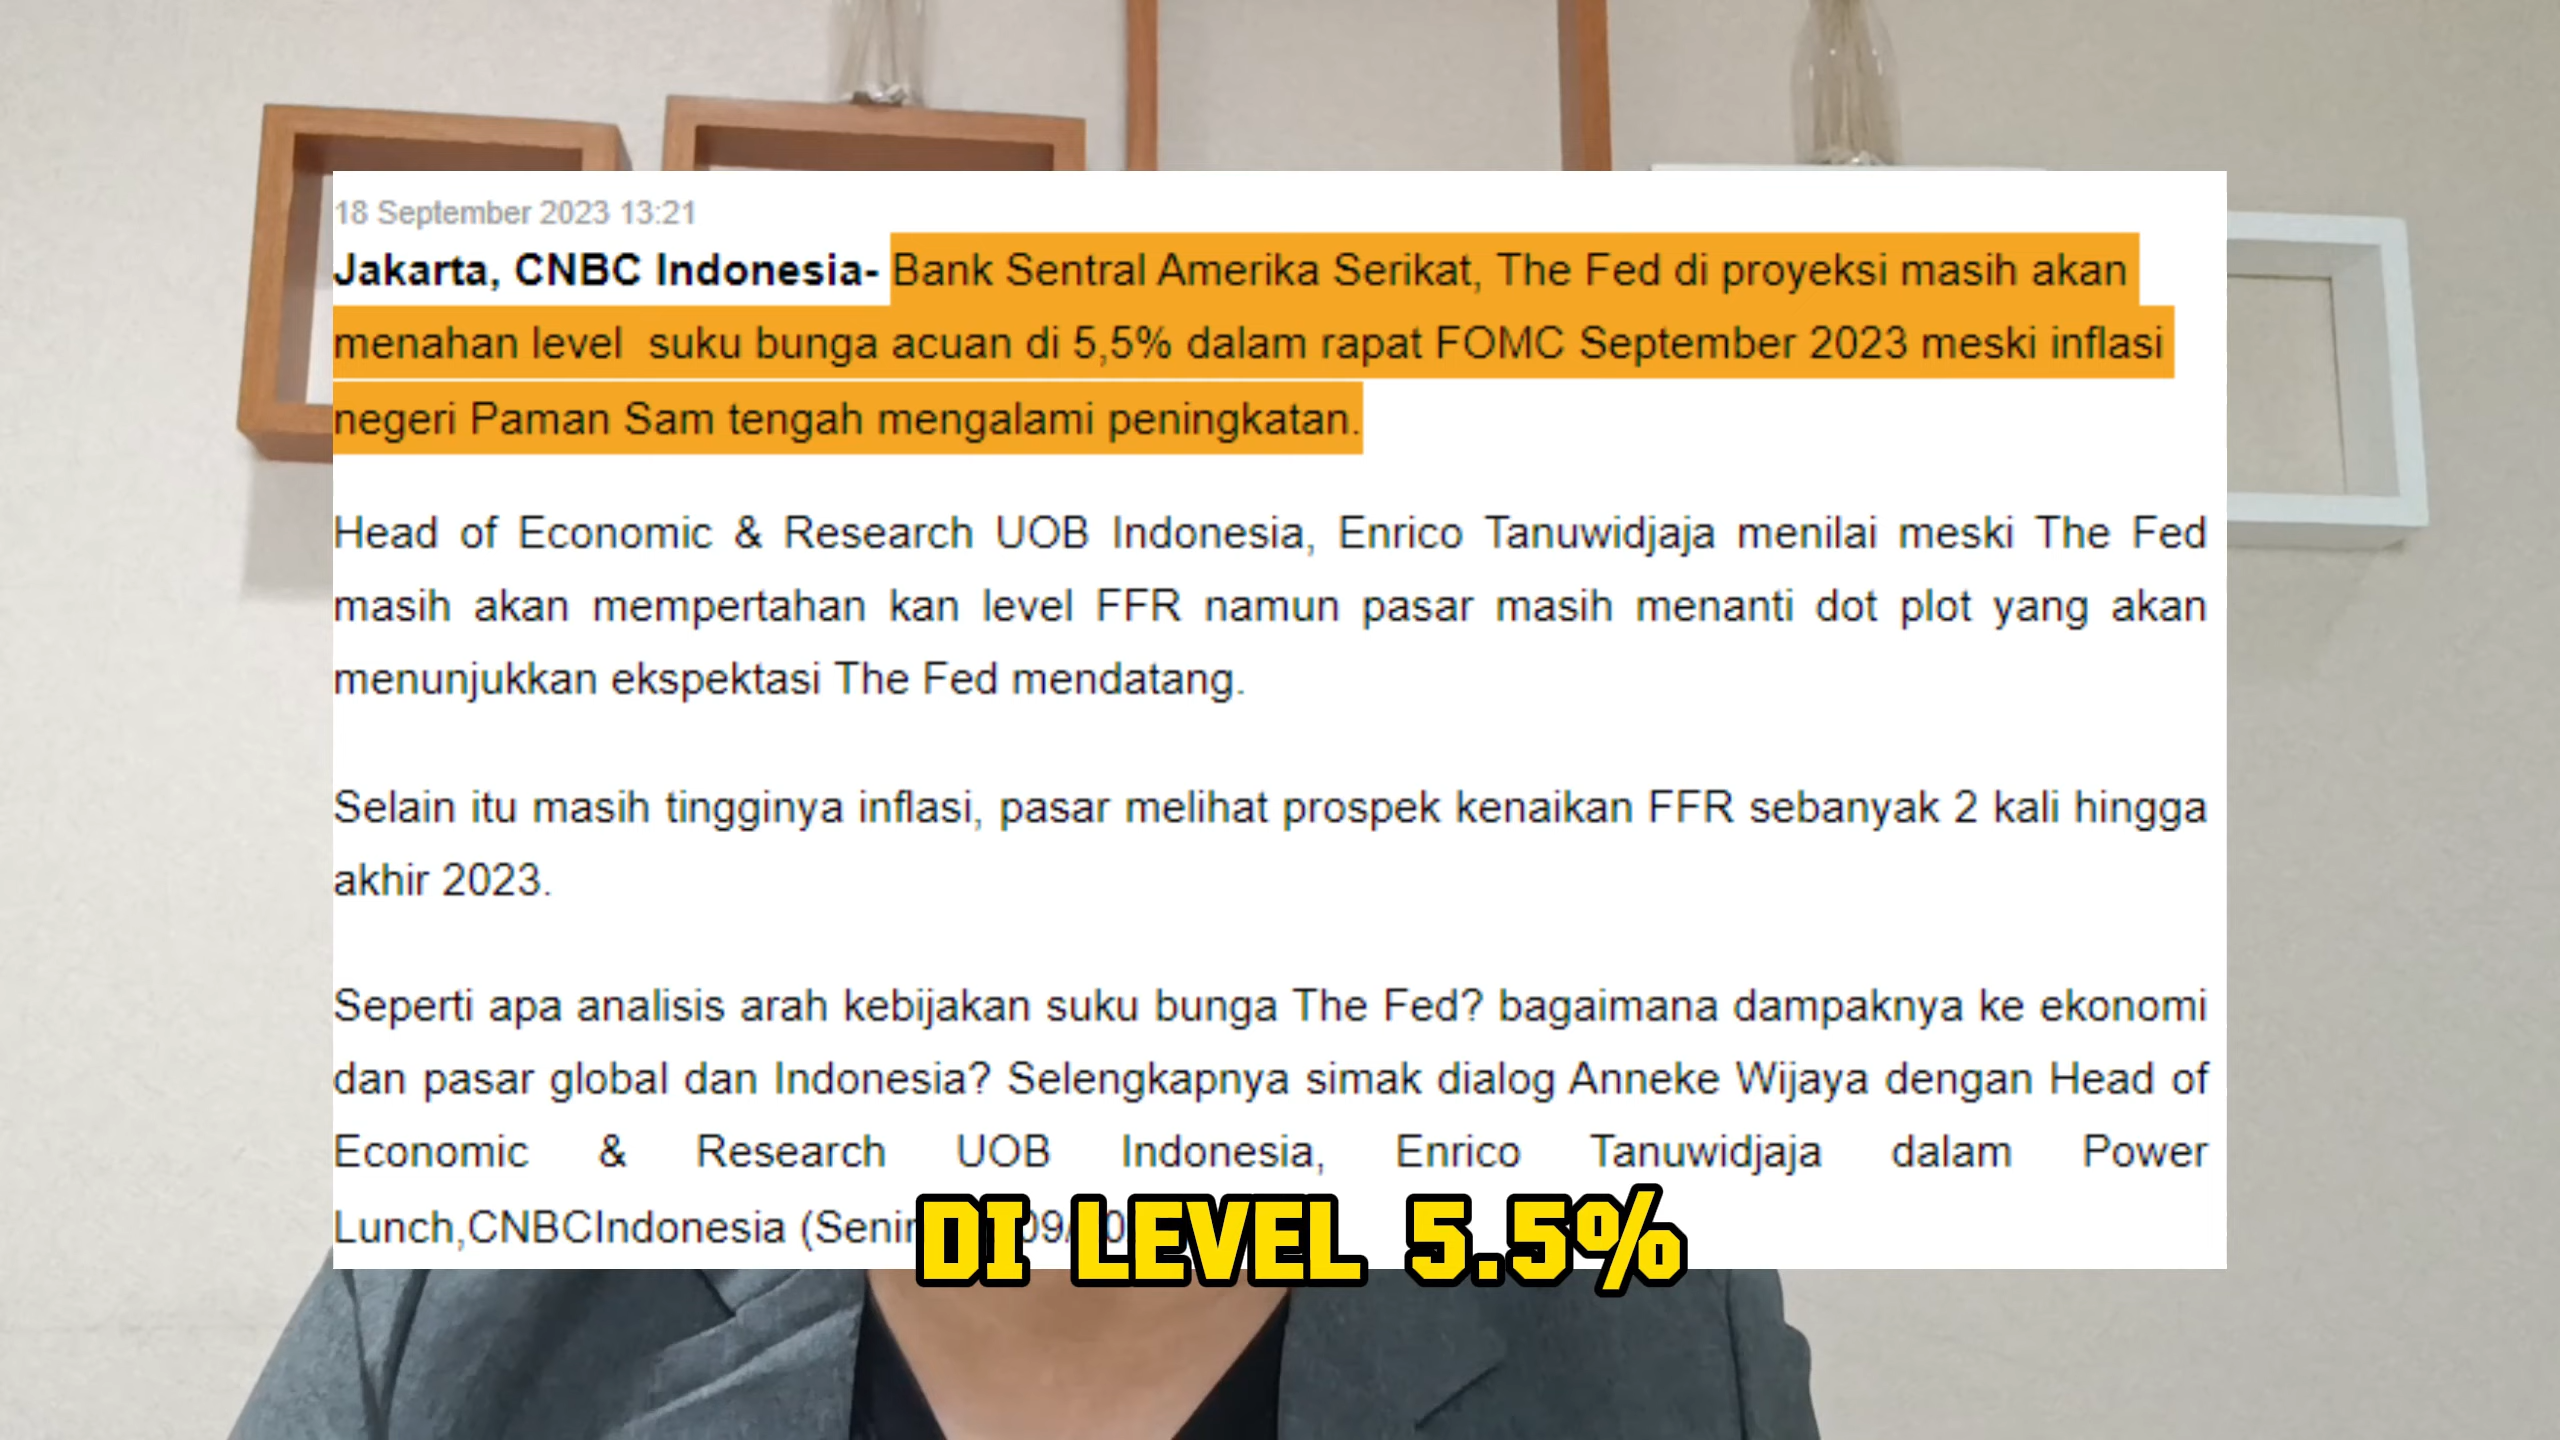 18 September 2023 13:21
Jakarta, CNBC Indonesia- Bank Sentral Amerika Serikat, The Fed di proyeksi masih akan
menahan level suku bunga acuan di 5,5% dalam rapat FOMC September 2023 meski inflasi
negeri Paman Sam tengah mengalami peningkatan.
Head of Economic & Research UOB Indonesia, Enrico Tanuwidjaja menilai meski The Fed
masih akan mempertahan kan level FFR namun pasar masih menanti dot plot yang akan
menunjukkan ekspektasi The Fed mendatang.
Selain itu masih tingginya inflasi, pasar melihat prospek kenaikan FFR sebanyak 2 kali hingga
akhir 2023.
Seperti apa analisis arah kebijakan suku bunga The Fed? bagaimana dampaknya ke ekonomi
dan pasar global dan Indonesia? Selengkapnya simak dialog Anneke Wijaya dengan Head of
Economic & Research UOB Indonesia, Enrico Tanuwidjaja dalam Power
Lunch,CNBCIndonesia
DI LEVEL 5.5%